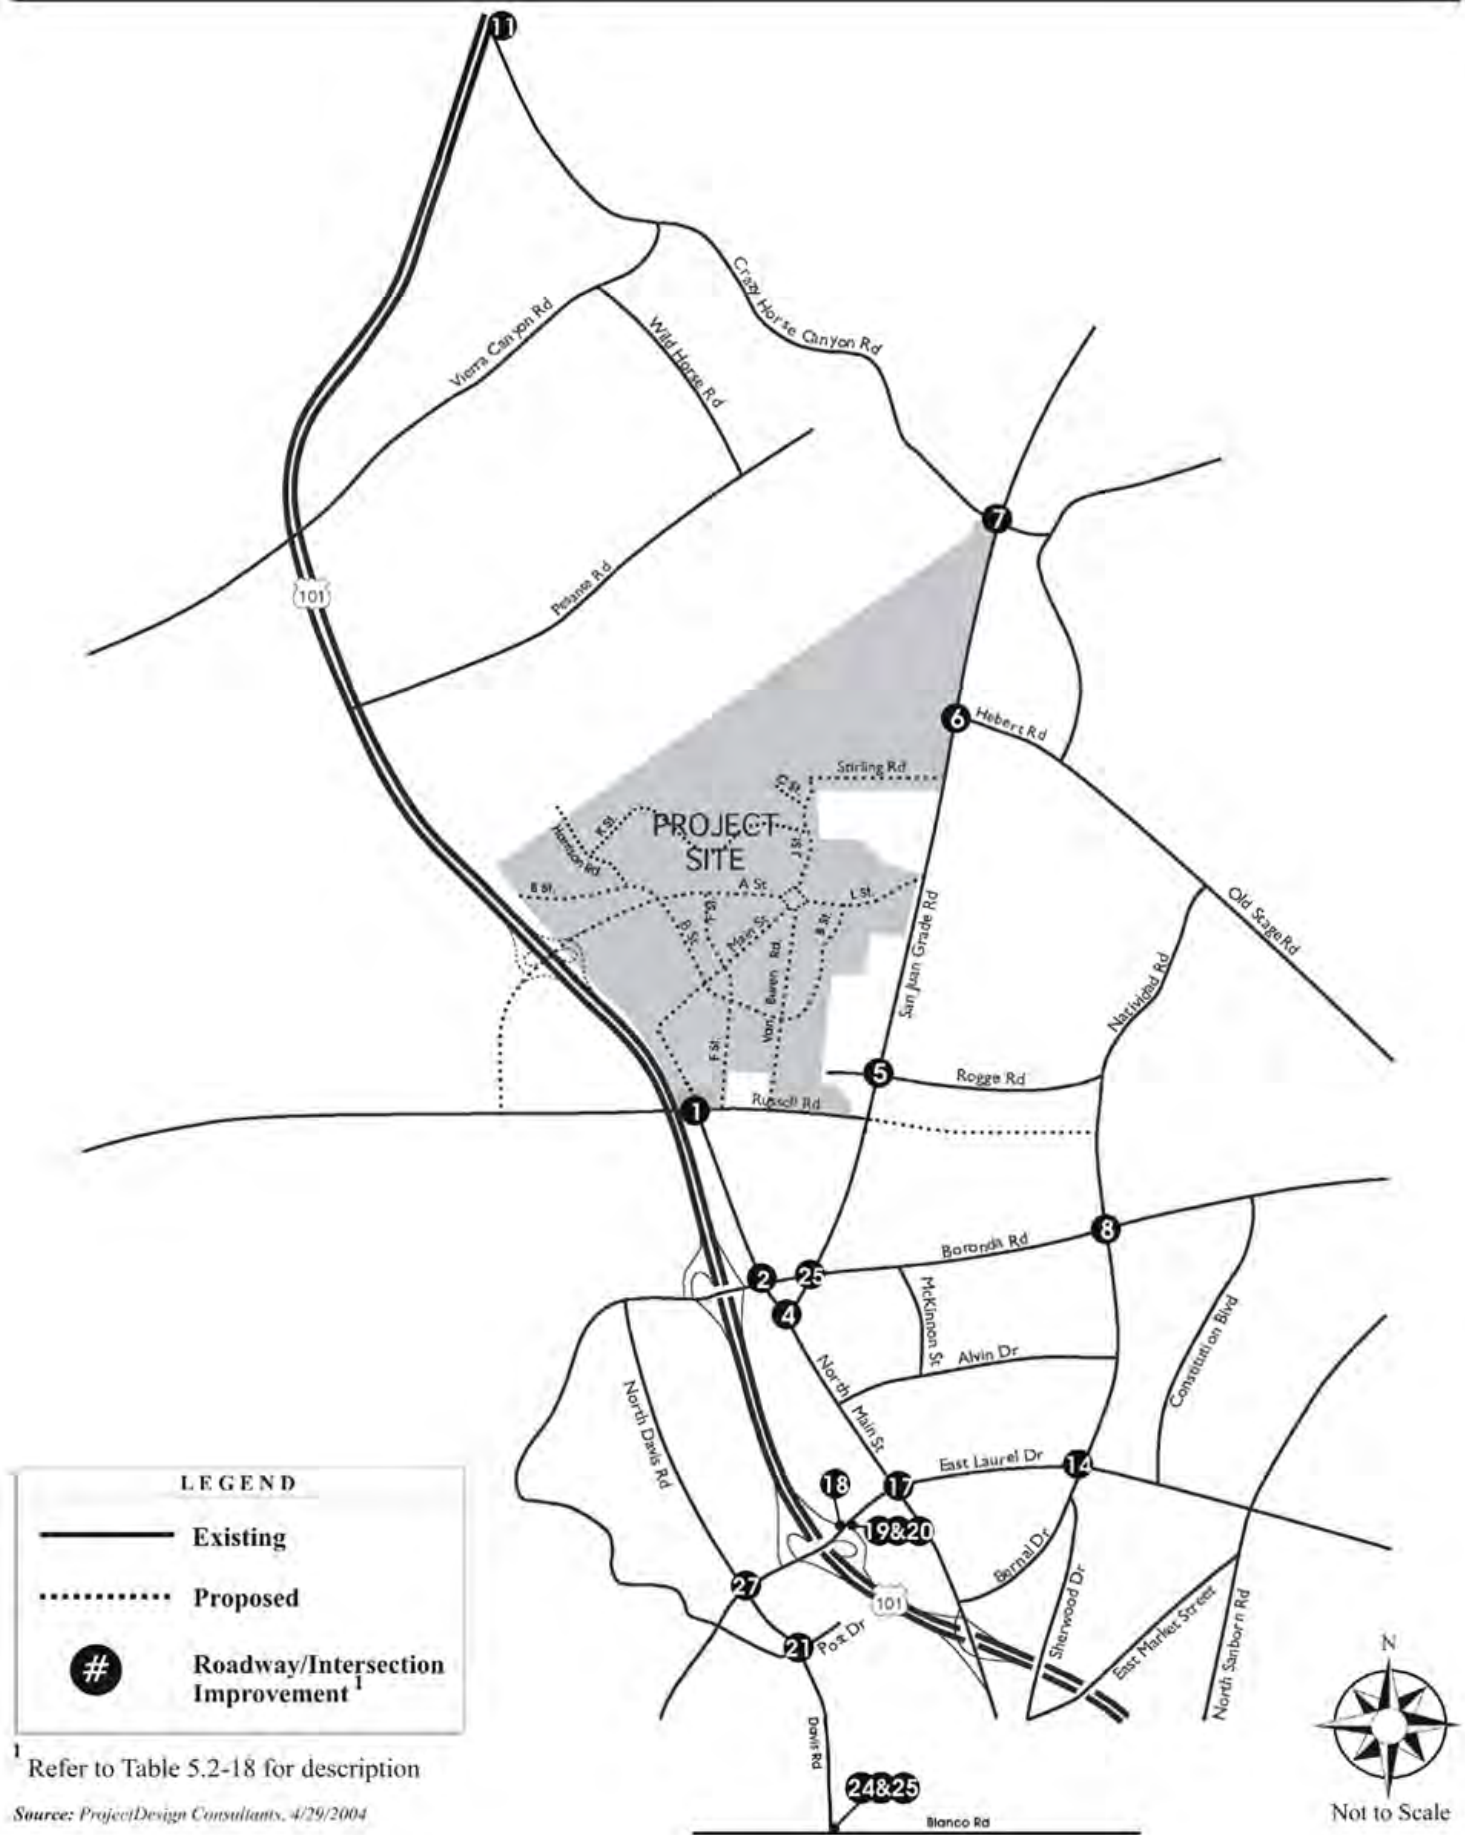 11
Crazy Horse Canyon Rd
Vierra Canyon Rd
Wild Horse Rd
7
101
Pesante Rd
6
Hebert Rd
Stirling Rd
C St.
K St.
PROJECT
SITE
Harrison Rd.
J St.
B St.
A St
L St.
F St.
D St.
Main St
B St.
Van Buren Rd.
San Juan Grade Rd
Old Stage Rd
Natividad Rd
F St.
5
Rogge Rd
1
Russell Rd
8
Boronda Rd
2
25
4
McKinnon St
Constitution Blvd
Alvin Dr
North Main St
North Davis Rd
East Laurel Dr
14
18
17
19&20
Bernal Dr
27
101
Sherwood Dr
East Market Street
North Sanborn Rd
21
Post Dr
Davis Rd
24&25
Blanco Rd
LEGEND
Existing
Proposed
#
Roadway/Intersection
Improvement 1
1 Refer to Table 5.2-18 for description
Source: ProjectDesign Consultants, 4/29/2004
N
Not to Scale